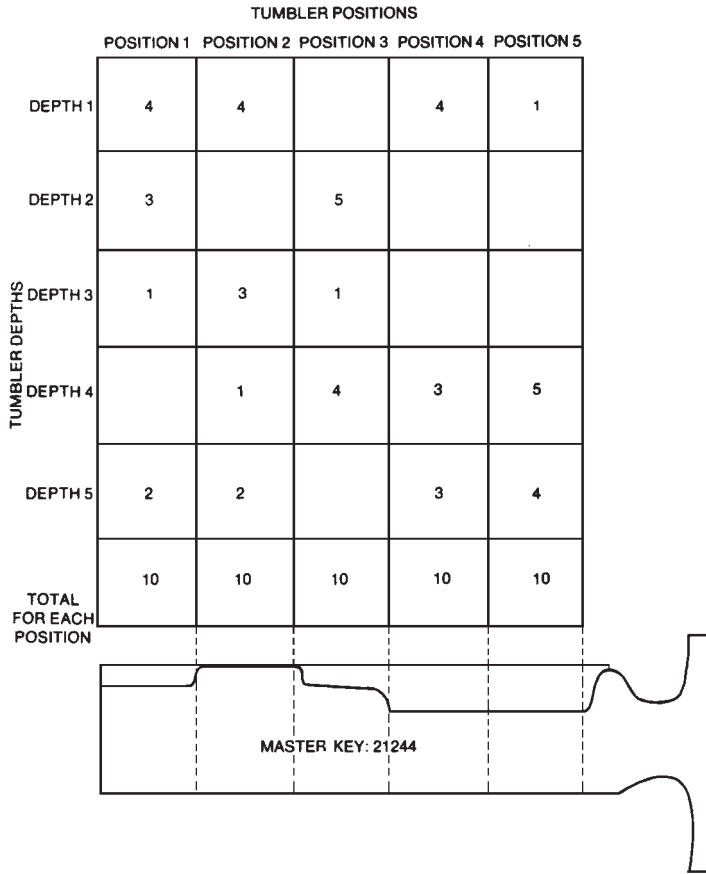 TUMBLER POSITIONS
POSITION 1 POSITION 2 POSITION 3 POSITION 4 POSITION 5
DEPTH 1 4 4 4 1
DEPTH 2 3 5
TUMBLER DEPTHS
DEPTH 3 1 3 1
DEPTH 4 1 4 3 5
DEPTH 5 2 2 3 4
10 10 10 10 10
TOTAL
FOR EACH
POSITION
MASTER KEY: 21244